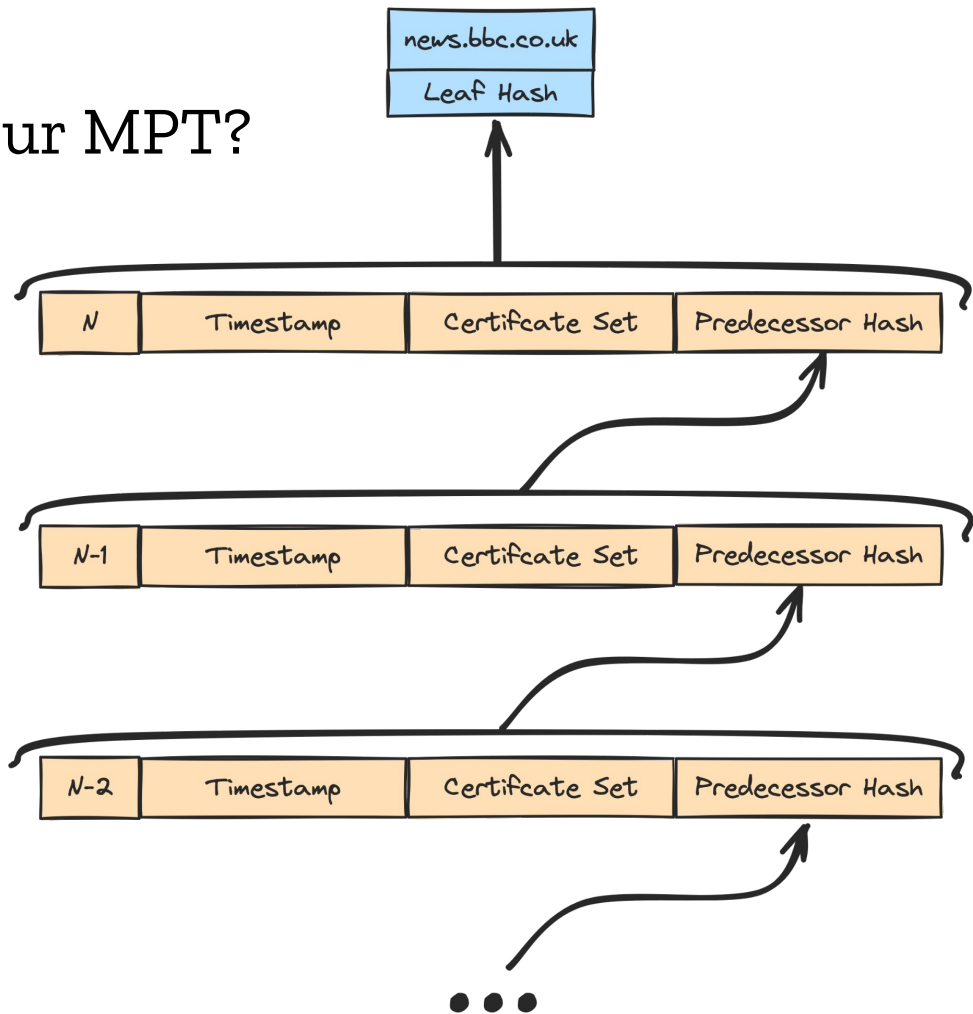 news.bbc.co.uk
Leaf Hash
ur MPT?
N Timestamp Certifcate Set Predecessor Hash
N-1 Timestamp Certifcate Set Predecessor Hash
N-2 Timestamp Certifcate Set Predecessor Hash